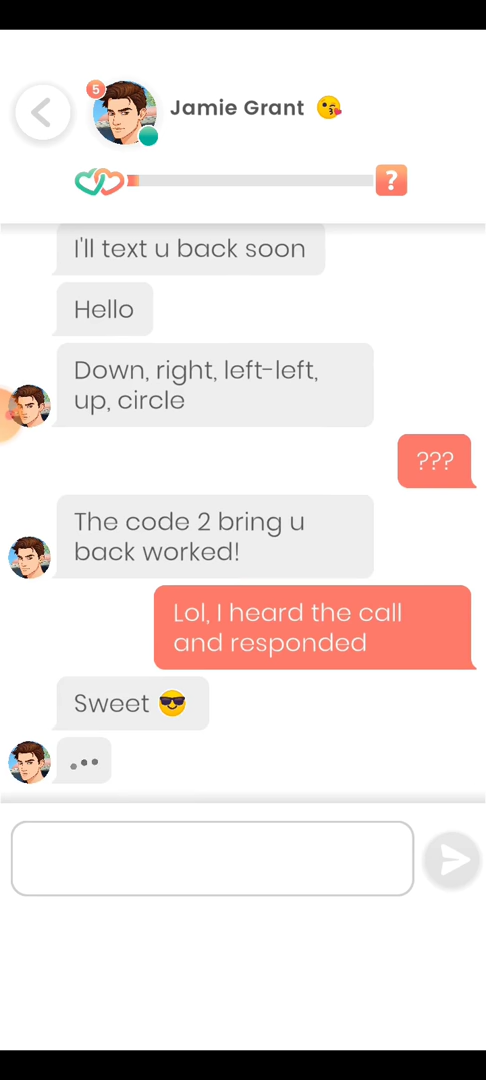 5
Jamie Grant 😘
?
I'll text u back soon
Hello
Down, right, left-left,
up, circle
???
The code 2 bring u
back worked!
Lol, I heard the call
and responded
Sweet 😎